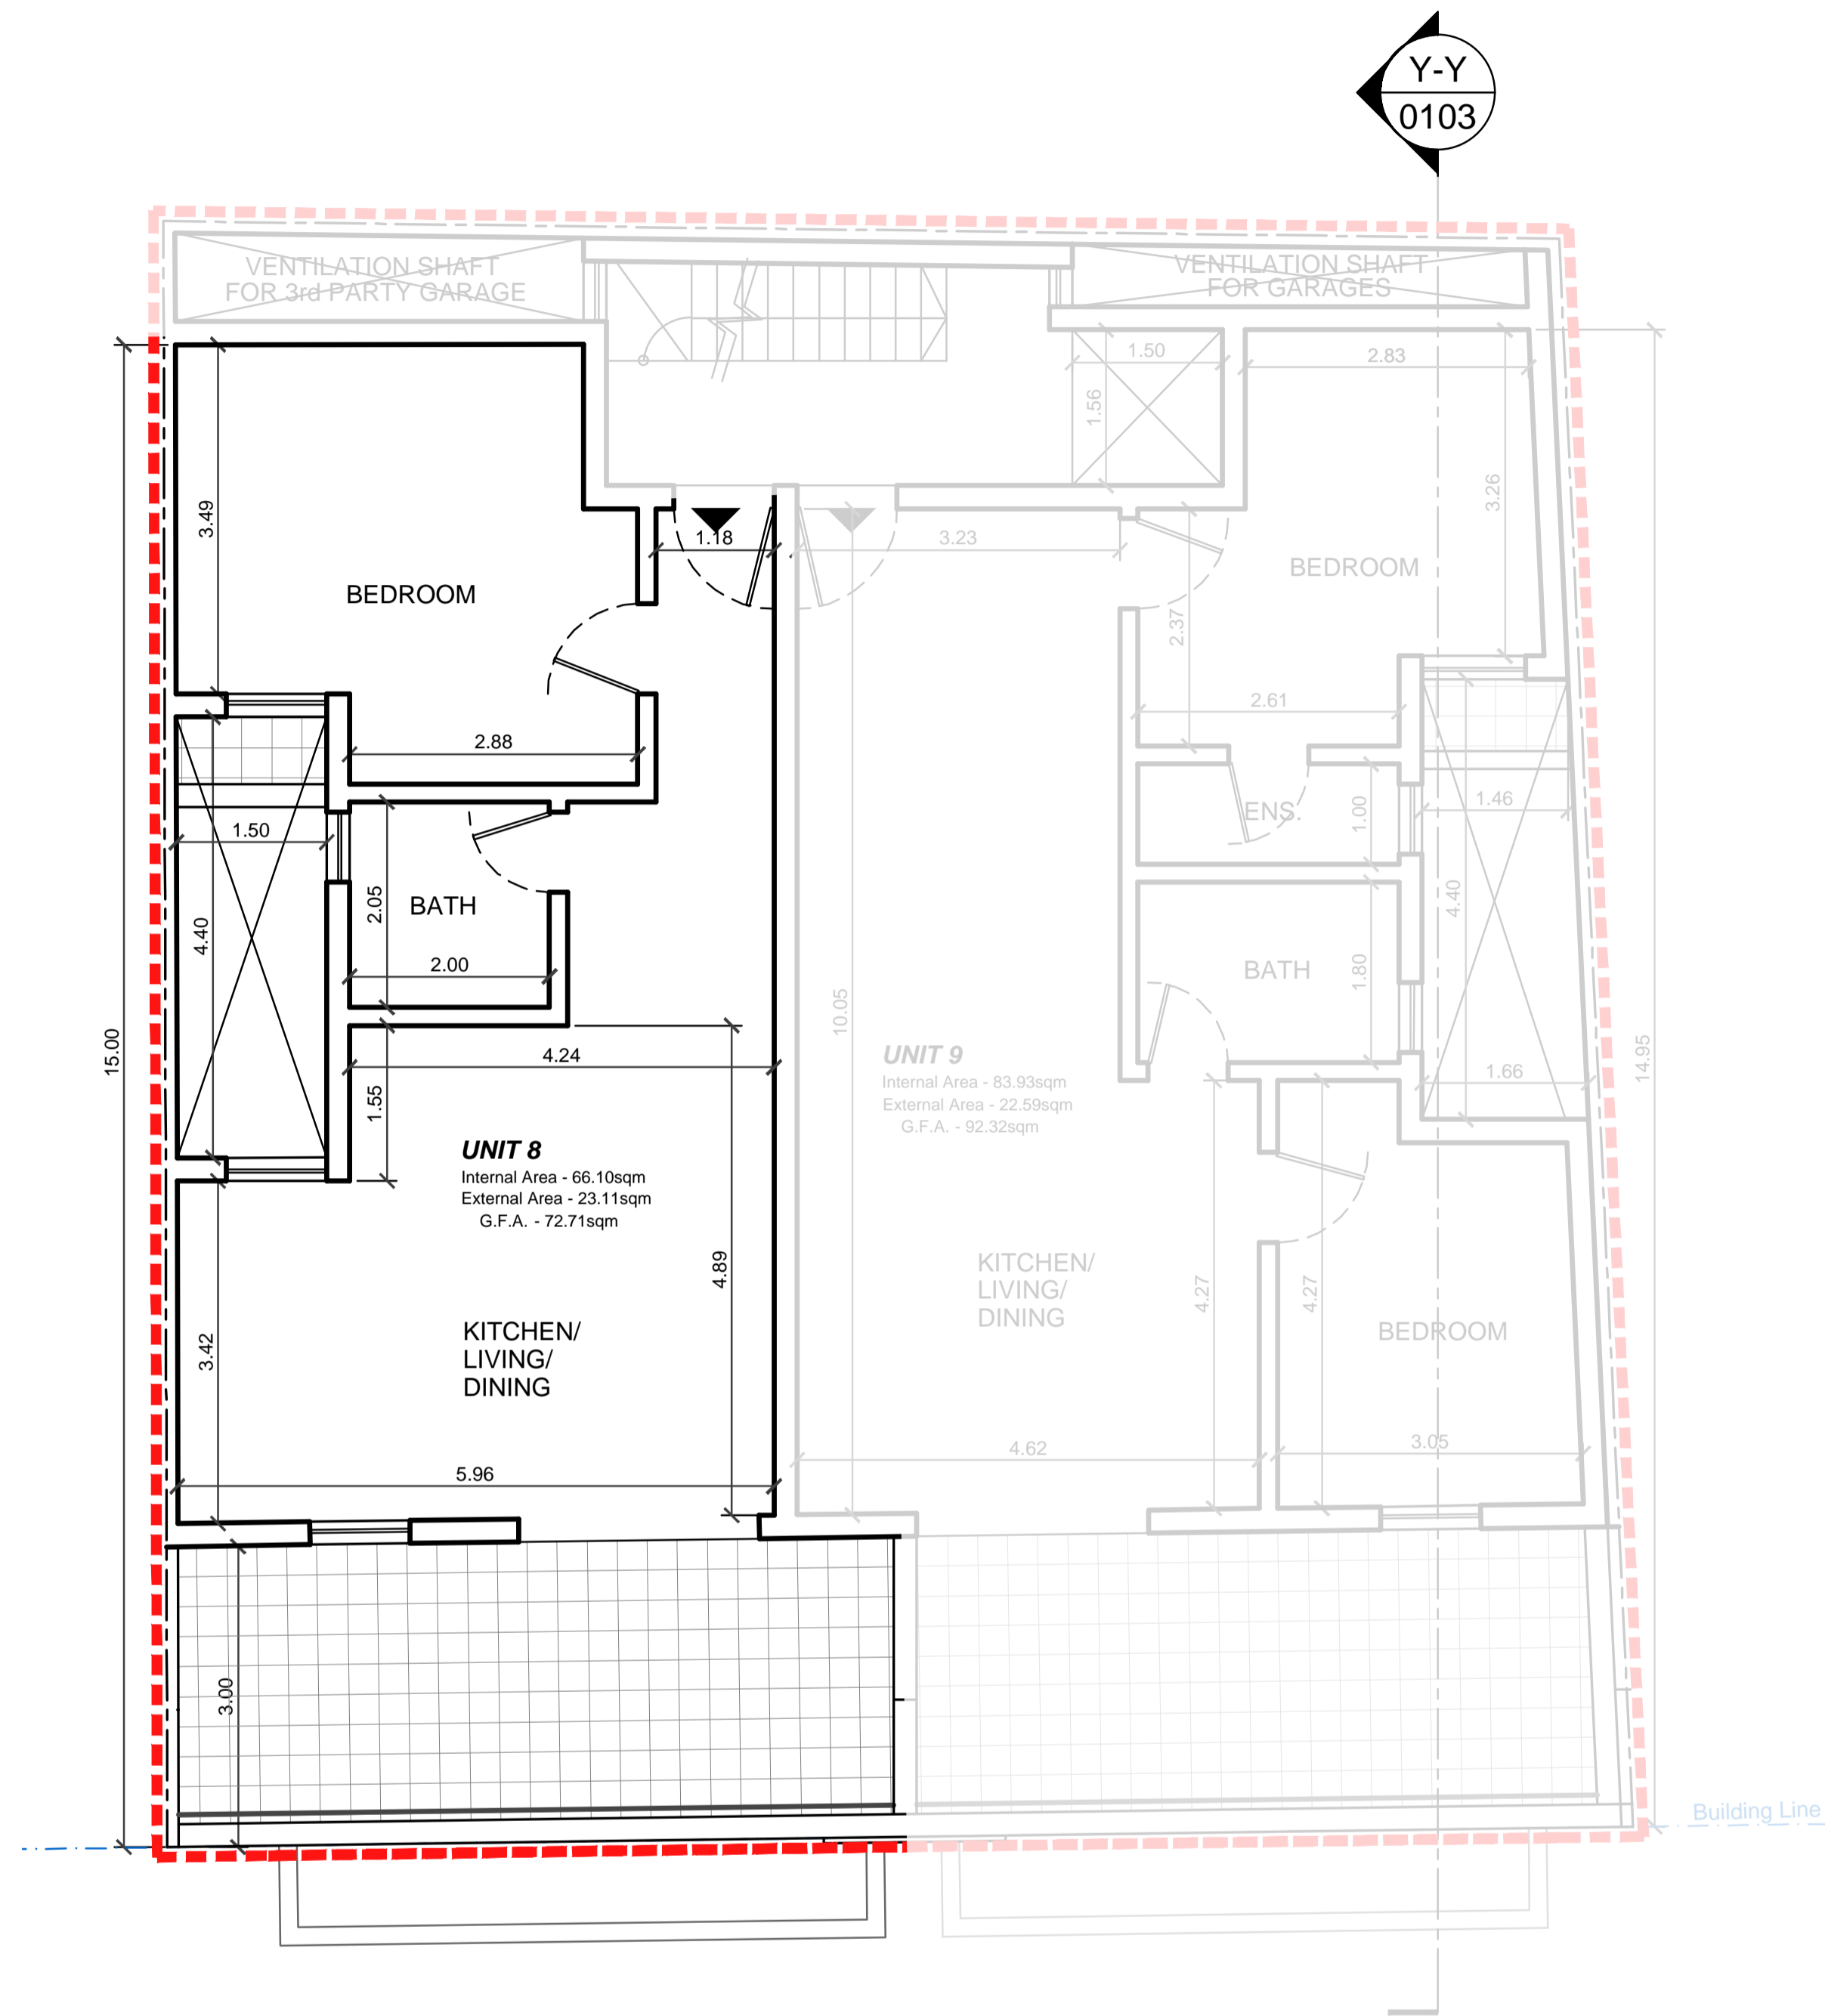 Y-Y
0103
VENTILATION SHAFT
FOR 3rd PARTY GARAGE
VENTILATION SHAFT
FOR GARAGES
1.50
2.83
1.56
3.49
3.26
1.18
3.23
BEDROOM
BEDROOM
2.37
2.61
2.88
1.50
1.46
ENS.
1.00
2.05
BATH
4.40
4.40
2.00
BATH
1.80
10.05
15.00
14.95
4.24
UNIT 9
Internal Area - 83.93sqm
External Area - 22.59sqm
G.F.A. - 92.32sqm
1.66
1.55
UNIT 8
Internal Area - 66.10sqm
External Area - 23.11sqm
G.F.A. - 72.71sqm
4.89
KITCHEN/
LIVING/
DINING
4.27
4.27
3.42
KITCHEN/
LIVING/
DINING
BEDROOM
5.96
4.62
3.05
3.00
Building Line